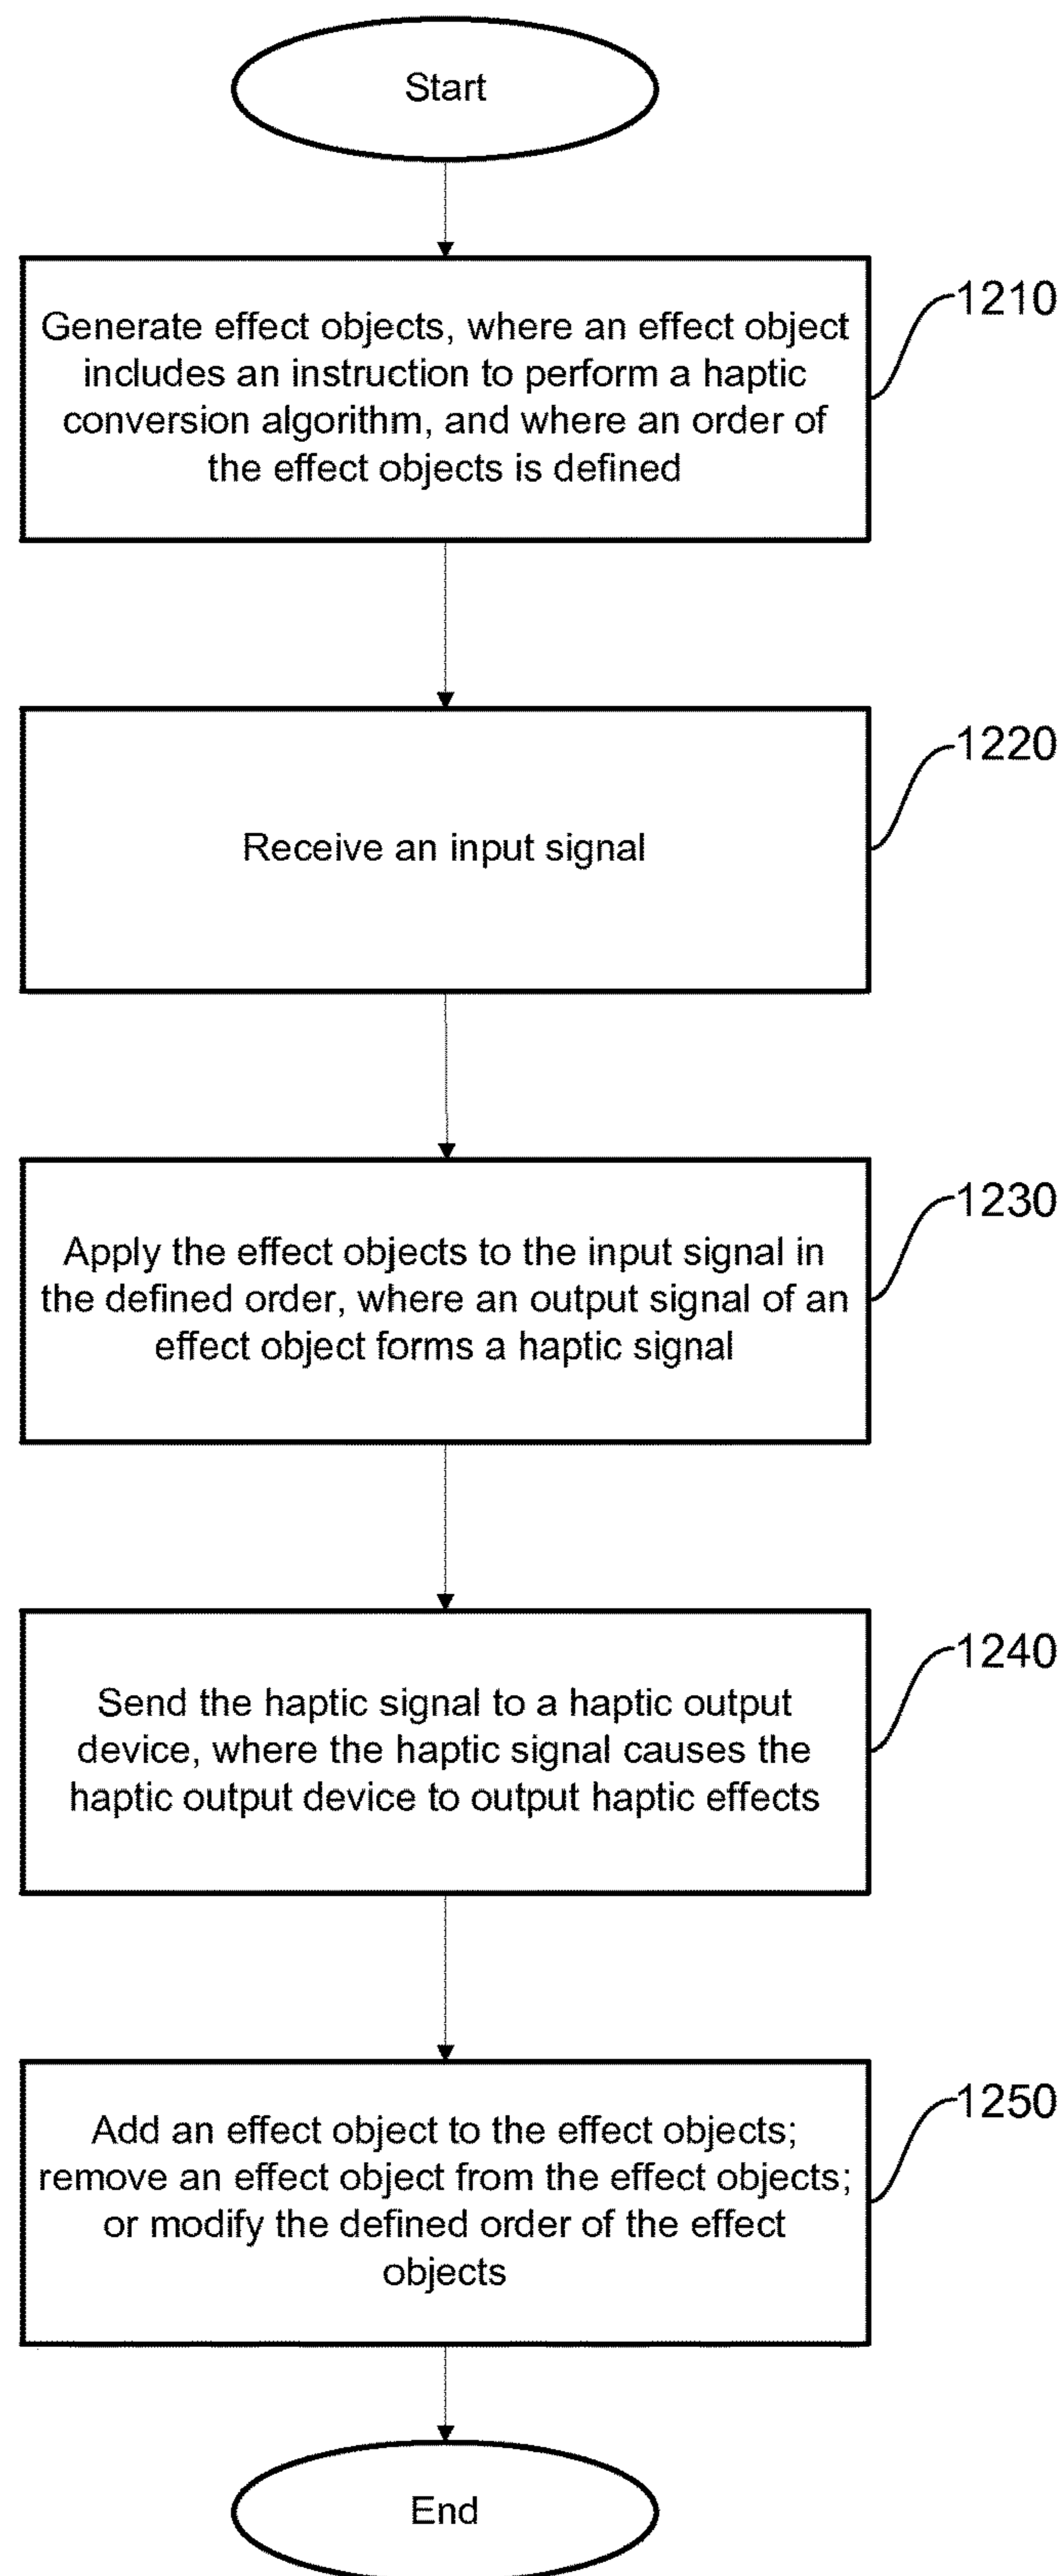 Start
Generate effect objects, where an effect object
includes an instruction to perform a haptic
conversion algorithm, and where an order of
the effect objects is defined
1210
Receive an input signal
1220
Apply the effect objects to the input signal in
the defined order, where an output signal of an
effect object forms a haptic signal
1230
Send the haptic signal to a haptic output
device, where the haptic signal causes the
haptic output device to output haptic effects
1240
Add an effect object to the effect objects;
remove an effect object from the effect objects;
or modify the defined order of the effect
objects
1250
End